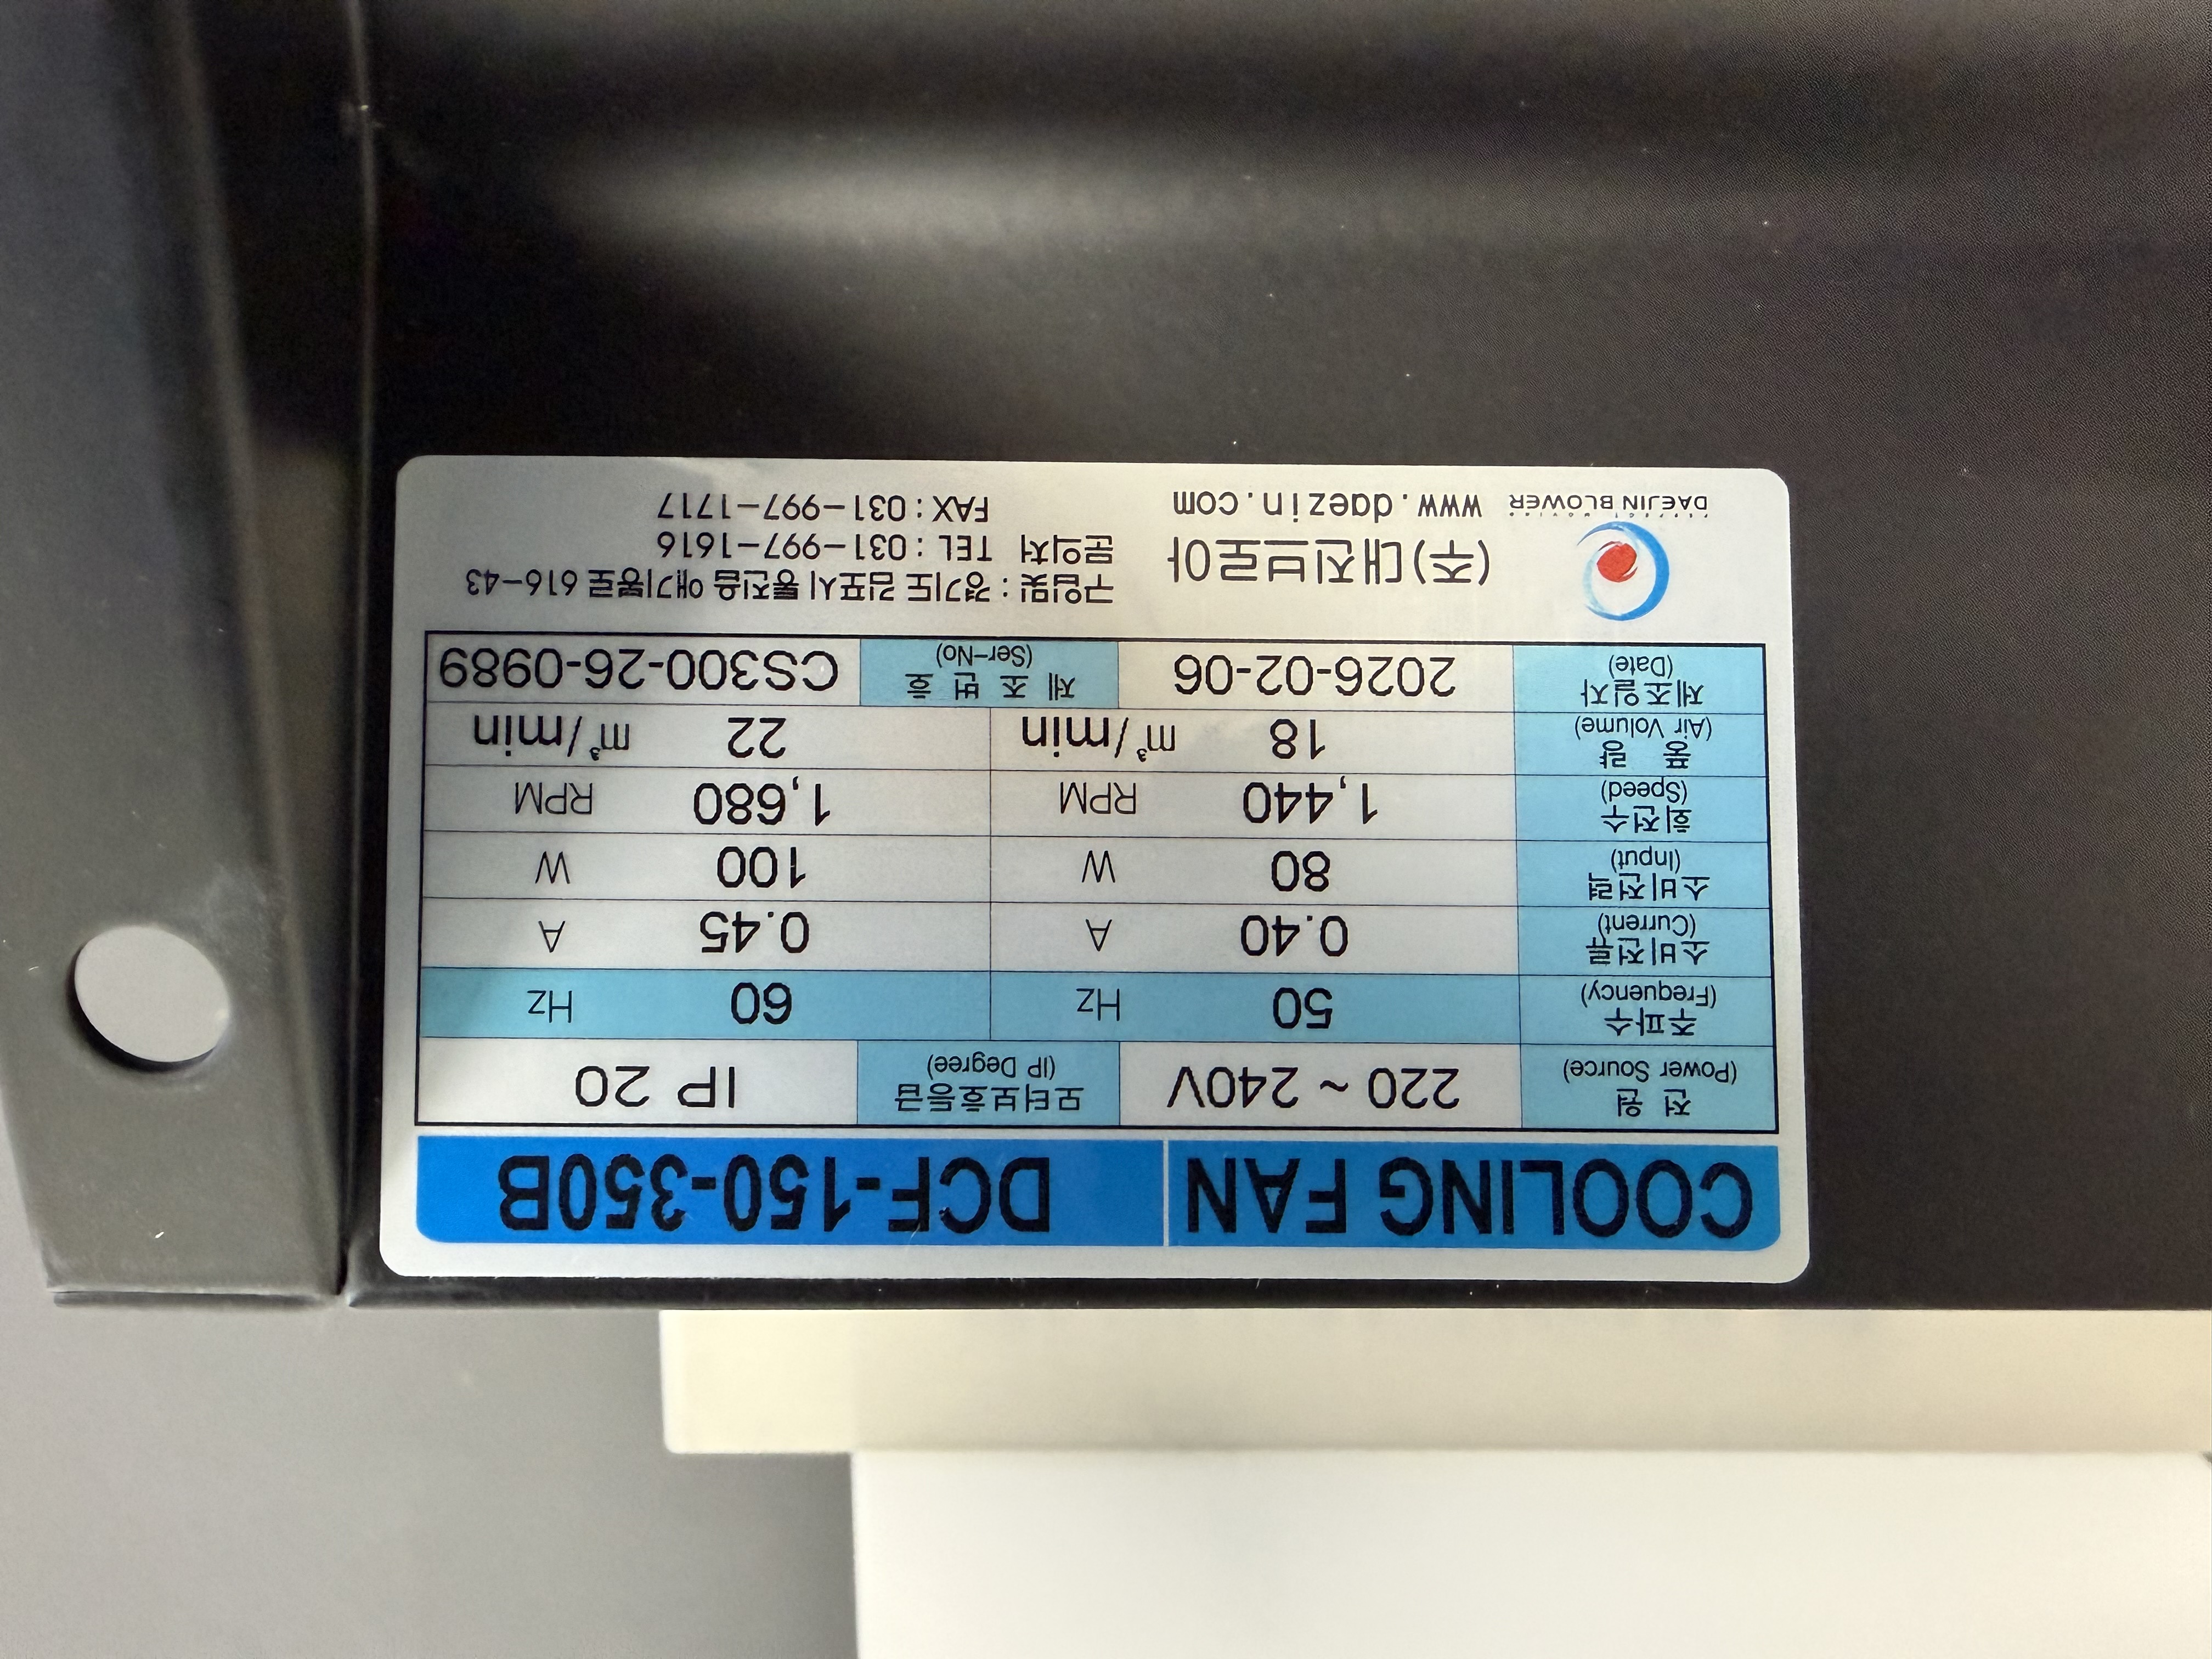 COOLING FAN DCF-150-350B
전 원 (Power Source) 220 ~ 240V 모터보호등급 (IP Degree) IP 20
주파수 (Frequency) 50 Hz 60 Hz
소비전류 (Current) 0.40 A 0.45 A
소비전력 (Input) 80 W 100 W
회전수 (Speed) 1,440 RPM 1,680 RPM
풍 량 (Air Volume) 18 m³/min 22 m³/min
제조일자 (Date) 2026-02-06 제 조 번 호 (Ser-No) CS300-26-0989
DAEJIN BLOWER
(주)대진브로아
www.daezin.com
구입및 : 경기도 김포시 통진읍 애기봉로 616-43
문의처 TEL : 031-997-1616
FAX : 031-997-1717